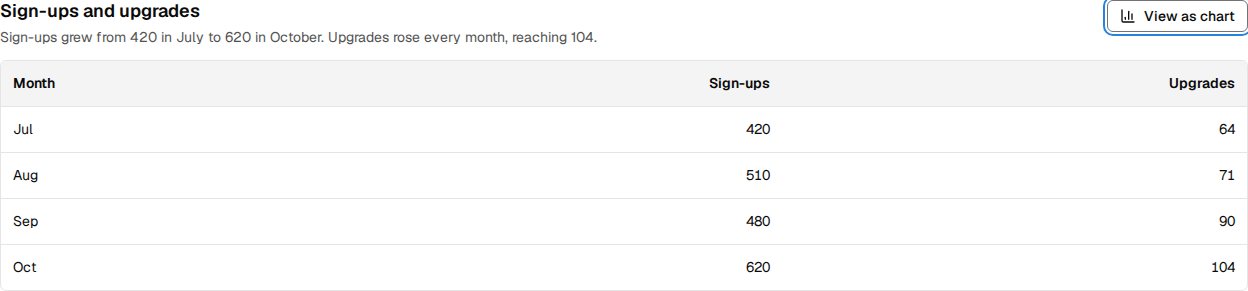 Sign-ups and upgrades
View as chart
Sign-ups grew from 420 in July to 620 in October. Upgrades rose every month, reaching 104.
Month Sign-ups Upgrades
Jul 420 64
Aug 510 71
Sep 480 90
Oct 620 104